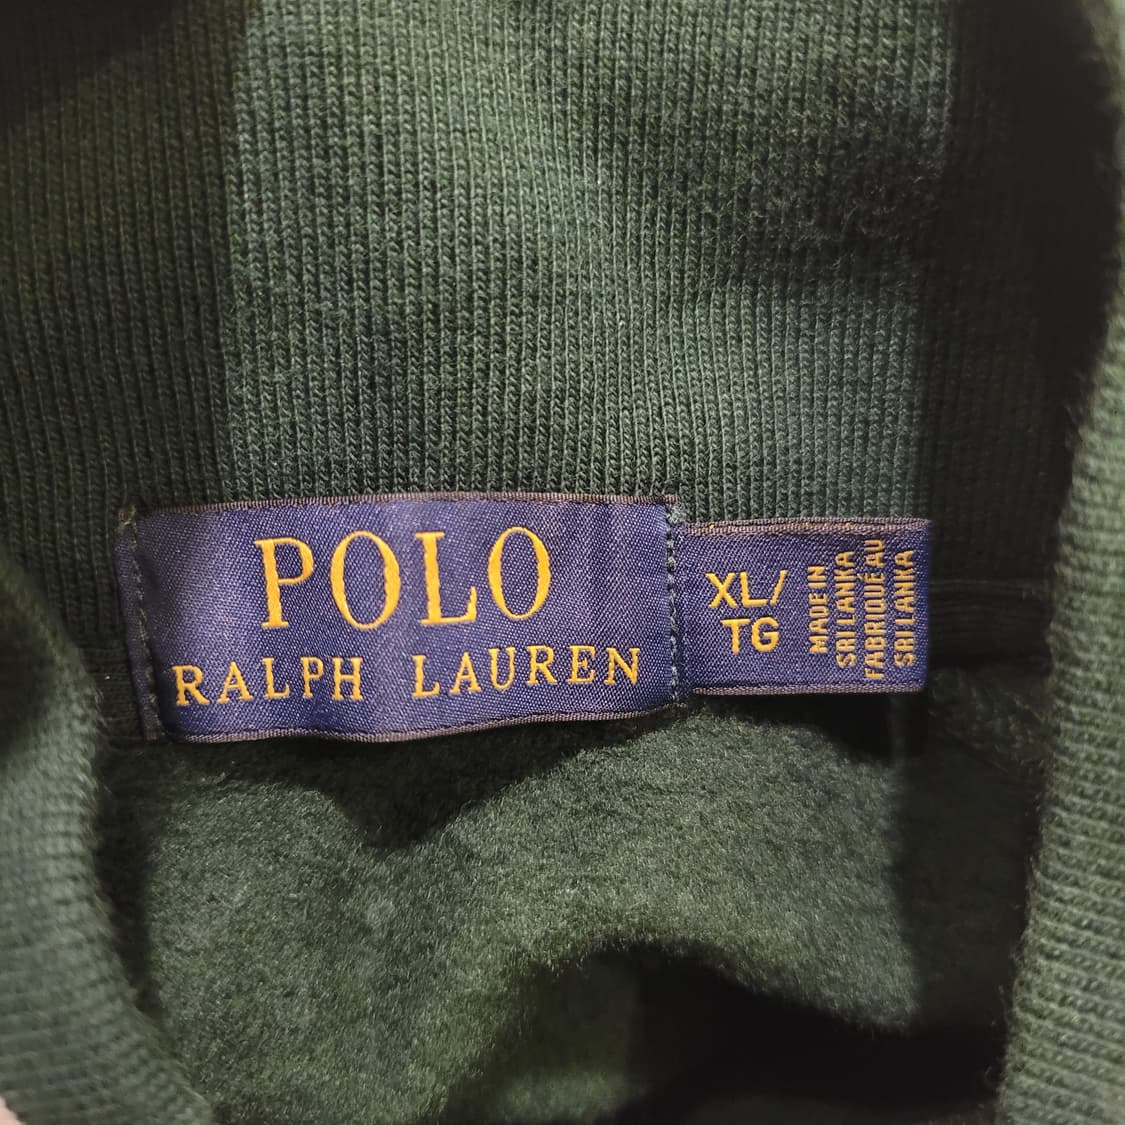 POLO
RALPH LAUREN
XL/
TG
MADE IN
SRI LANKA
FABRIQUÉ AU
SRI LANKA